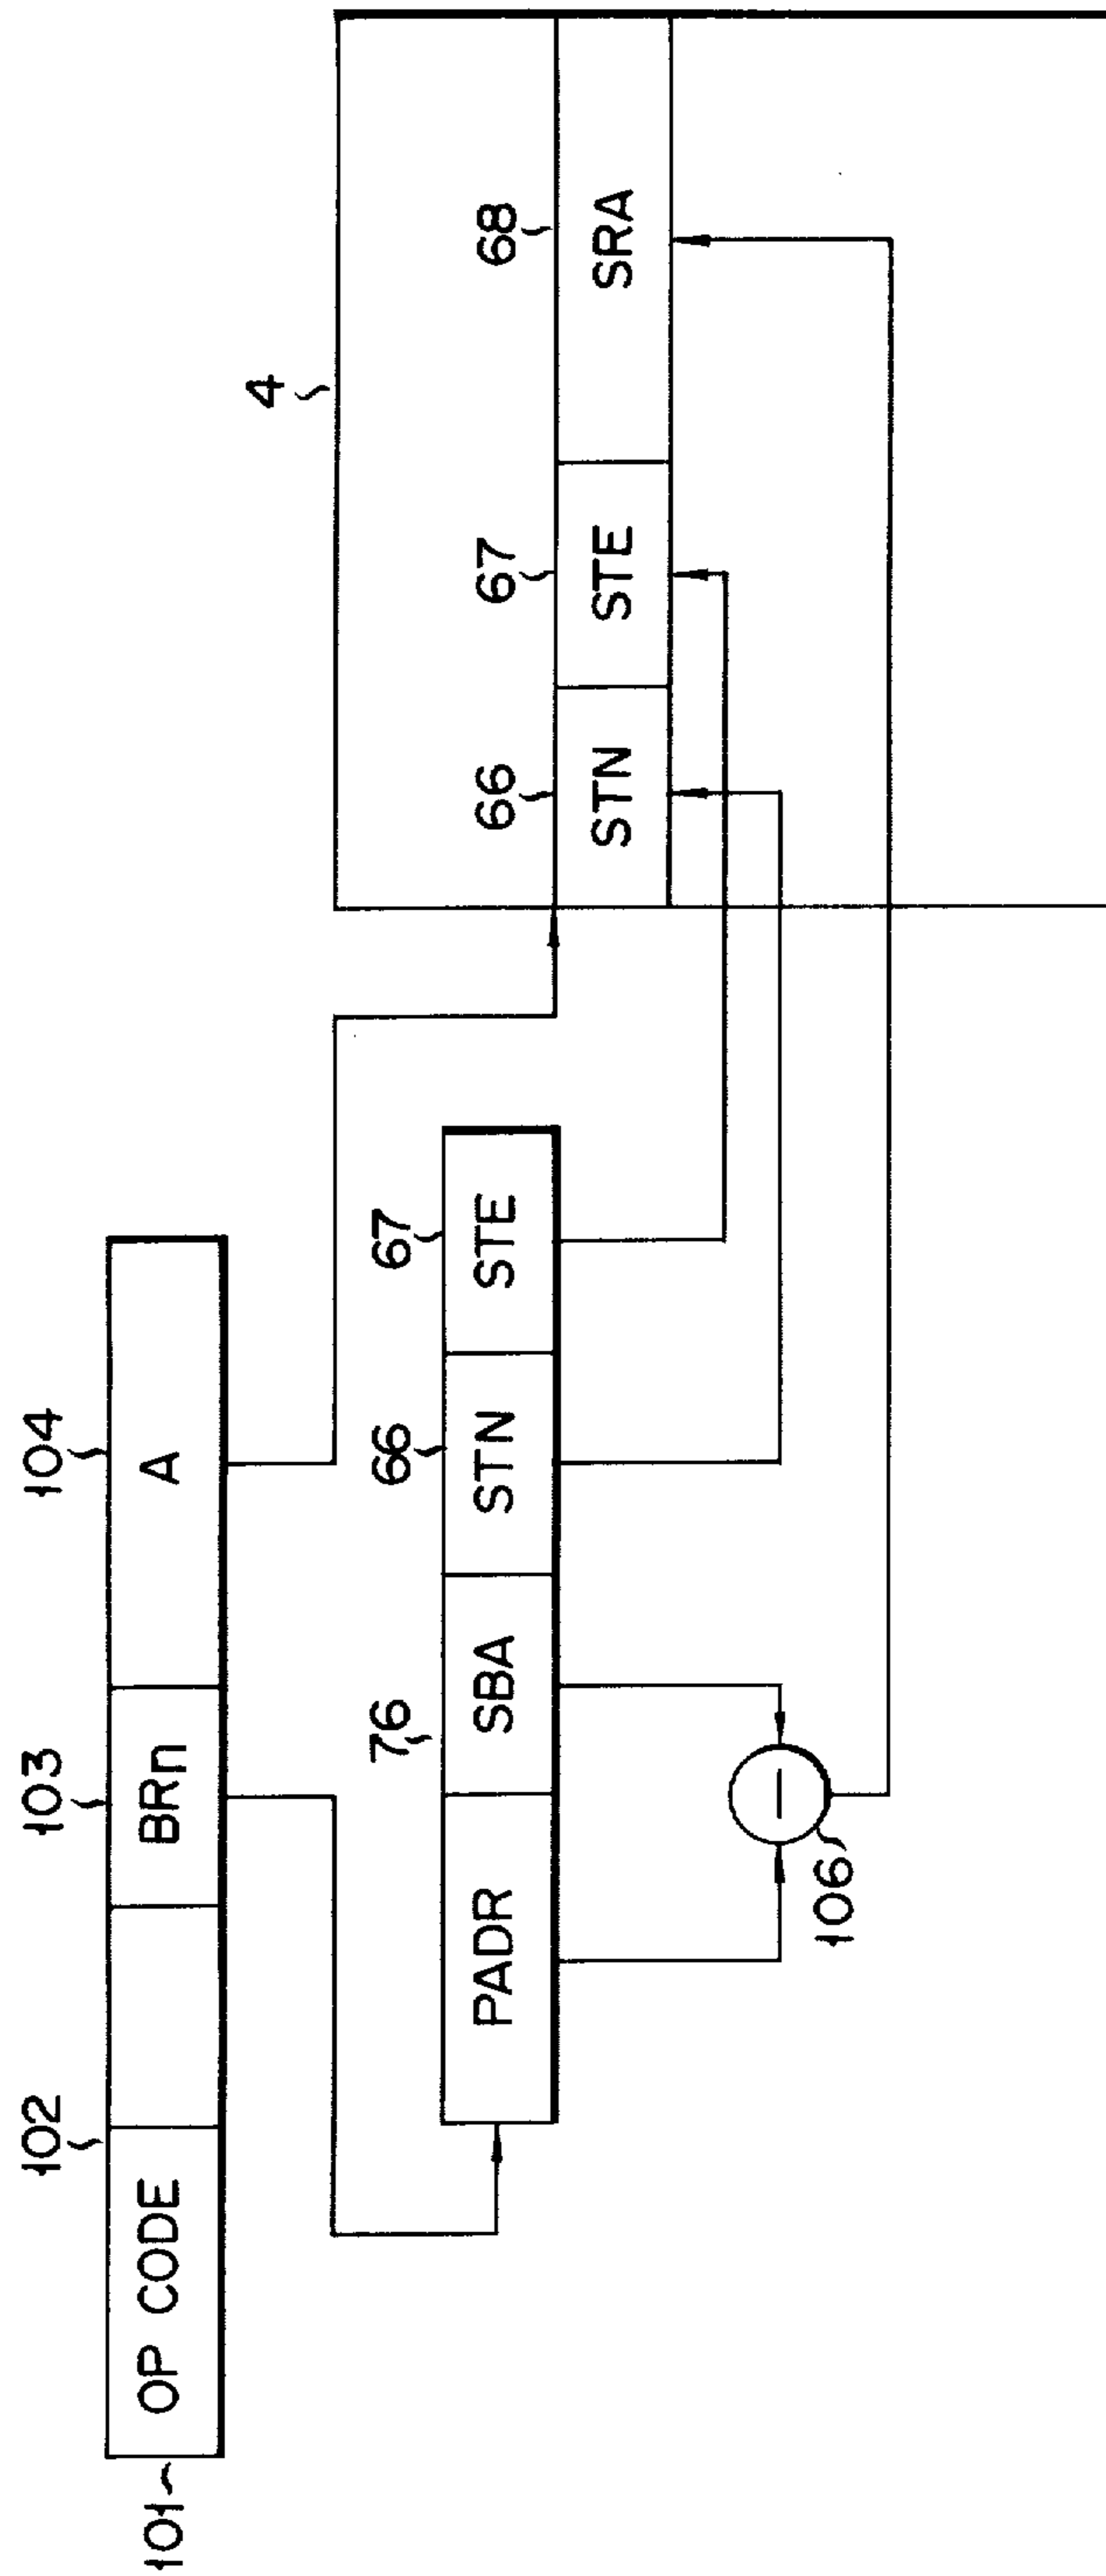 102 103 104
101 OP CODE BRn A
4
76 66 67
PADR SBA STN STE
66 67 68
STN STE SRA
106 −